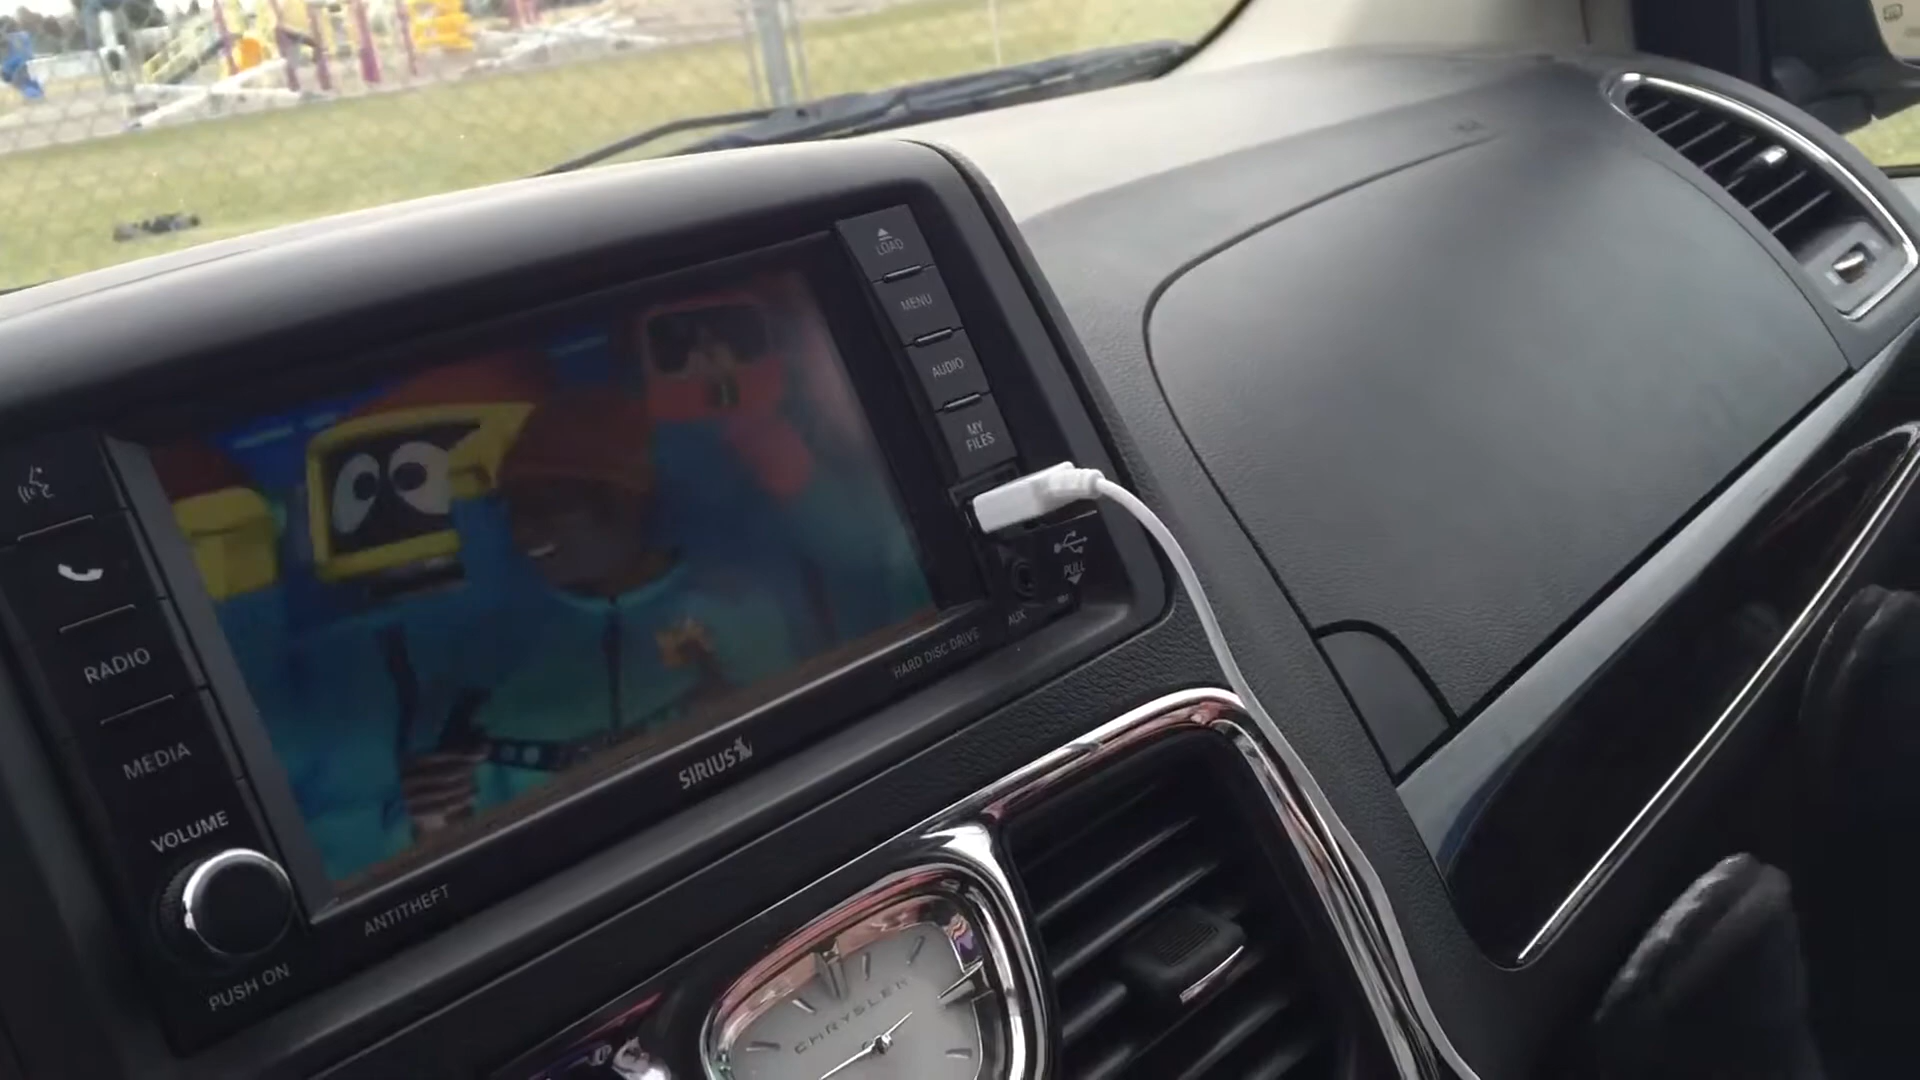 LOAD
MENU
AUDIO
MY
FILES
PULL
AUX
HARD DISC DRIVE
RADIO
MEDIA
VOLUME
SIRIUS
ANTITHEFT
PUSH ON
CHRYSLER